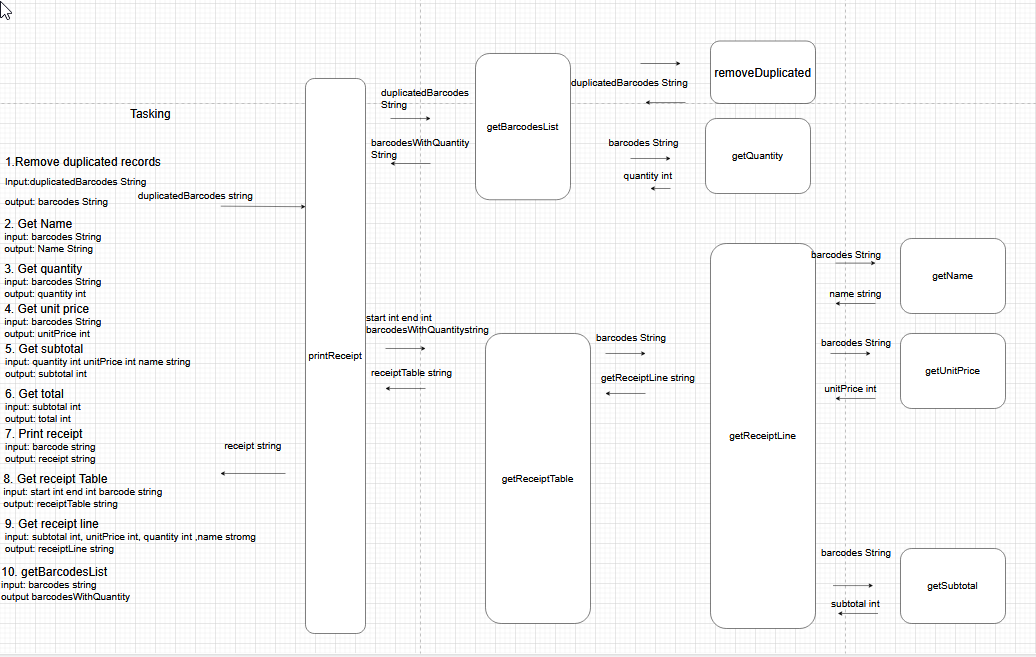 Tasking
1.Remove duplicated records
Input:duplicatedBarcodes String
output: barcodes String
2. Get Name
input: barcodes String
output: Name String
3. Get quantity
input: barcodes String
output: quantity int
4. Get unit price
input: barcodes String
output: unitPrice int
5. Get subtotal
input: quantity int unitPrice int name string
output: subtotal int
6. Get total
input: subtotal int
output: total int
7. Print receipt
input: barcode string
output: receipt string
8. Get receipt Table
input: start int end int barcode string
output: receiptTable string
9. Get receipt line
input: subtotal int, unitPrice int, quantity int ,name stromg
output: receiptLine string
10. getBarcodesList
input: barcodes string
output barcodesWithQuantity
duplicatedBarcodes string
receipt string
printReceipt
duplicatedBarcodes
String
barcodesWithQuantity
String
start int end int
barcodesWithQuantitystring
receiptTable string
getBarcodesList
duplicatedBarcodes String
removeDuplicated
barcodes String
quantity int
getQuantity
getReceiptTable
barcodes String
getReceiptLine string
getReceiptLine
barcodes String
name string
getName
barcodes String
unitPrice int
getUnitPrice
barcodes String
subtotal int
getSubtotal